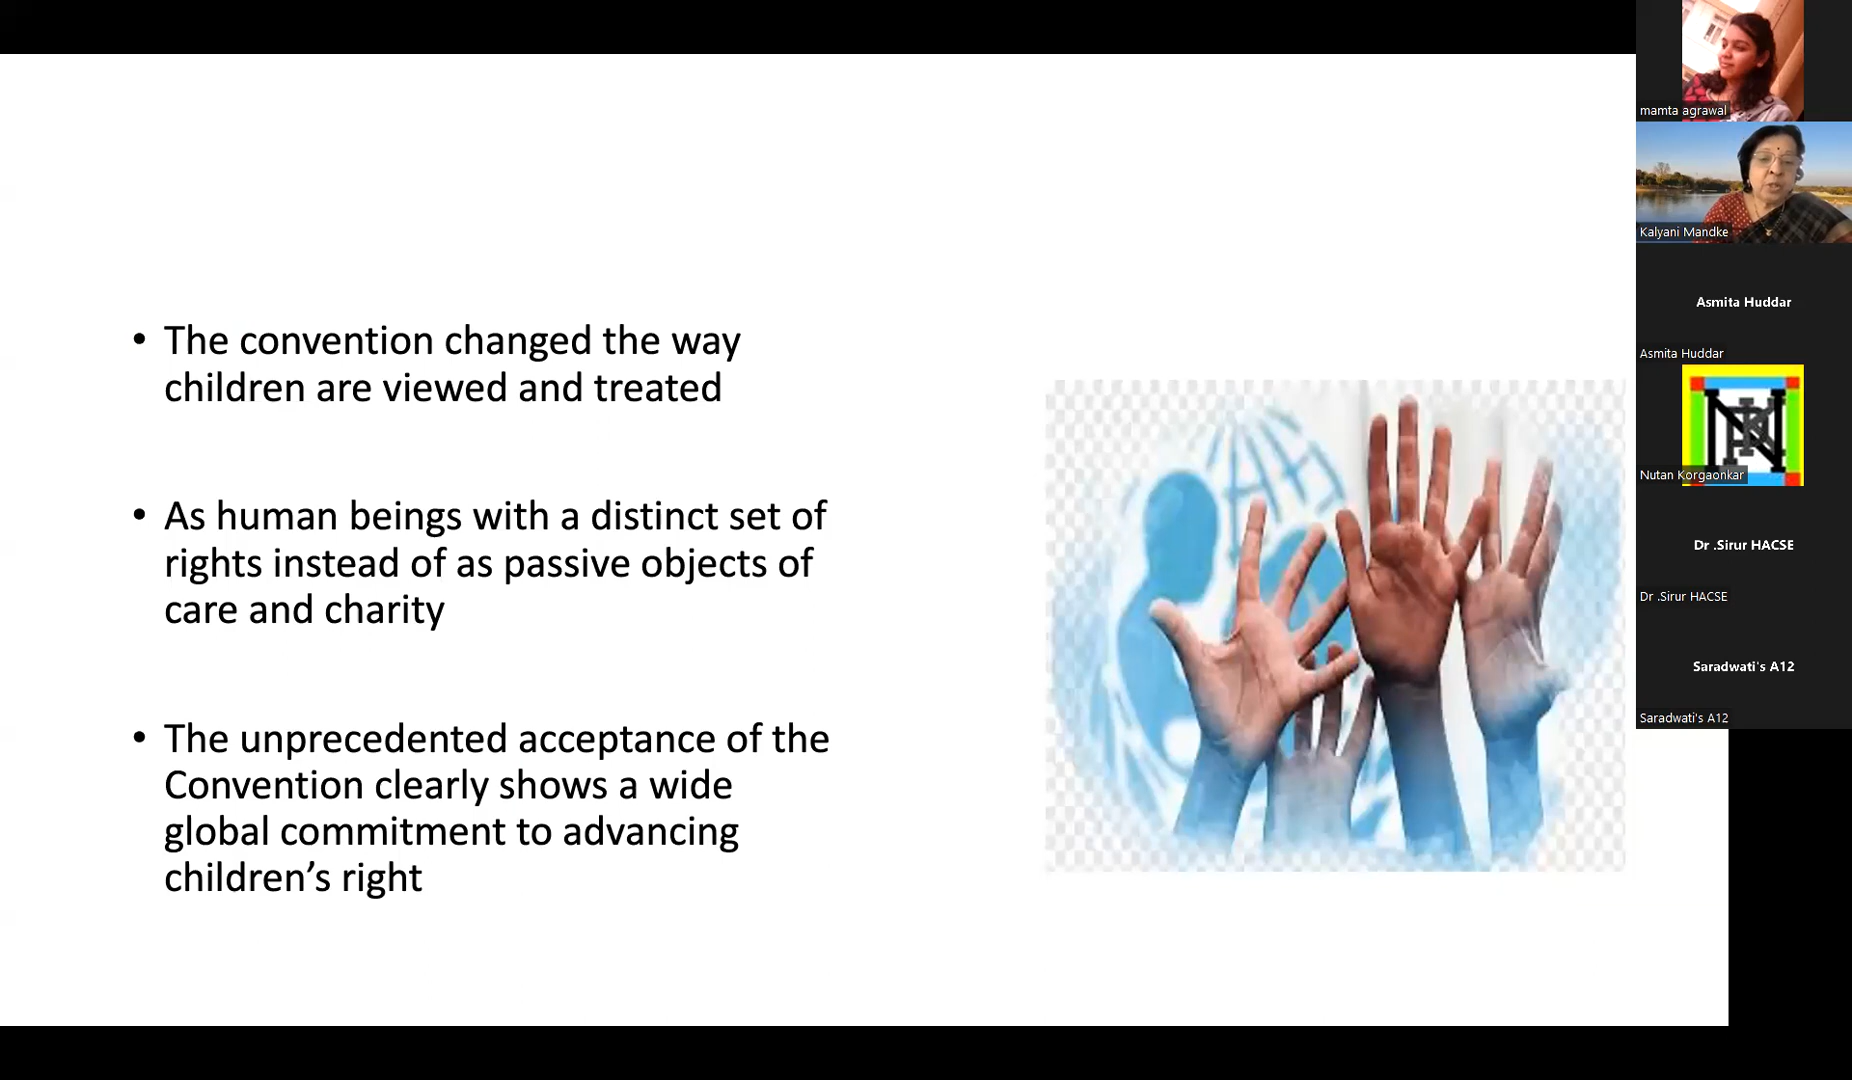 • The convention changed the way
children are viewed and treated
• As human beings with a distinct set of
rights instead of as passive objects of
care and charity
• The unprecedented acceptance of the
Convention clearly shows a wide
global commitment to advancing
children’s right
mamta agrawal
Kalyani Mandke
Asmita Huddar
Asmita Huddar
Nutan Korgaonkar
Dr .Sirur HACSE
Dr .Sirur HACSE
Saradwati's A12
Saradwati's A12